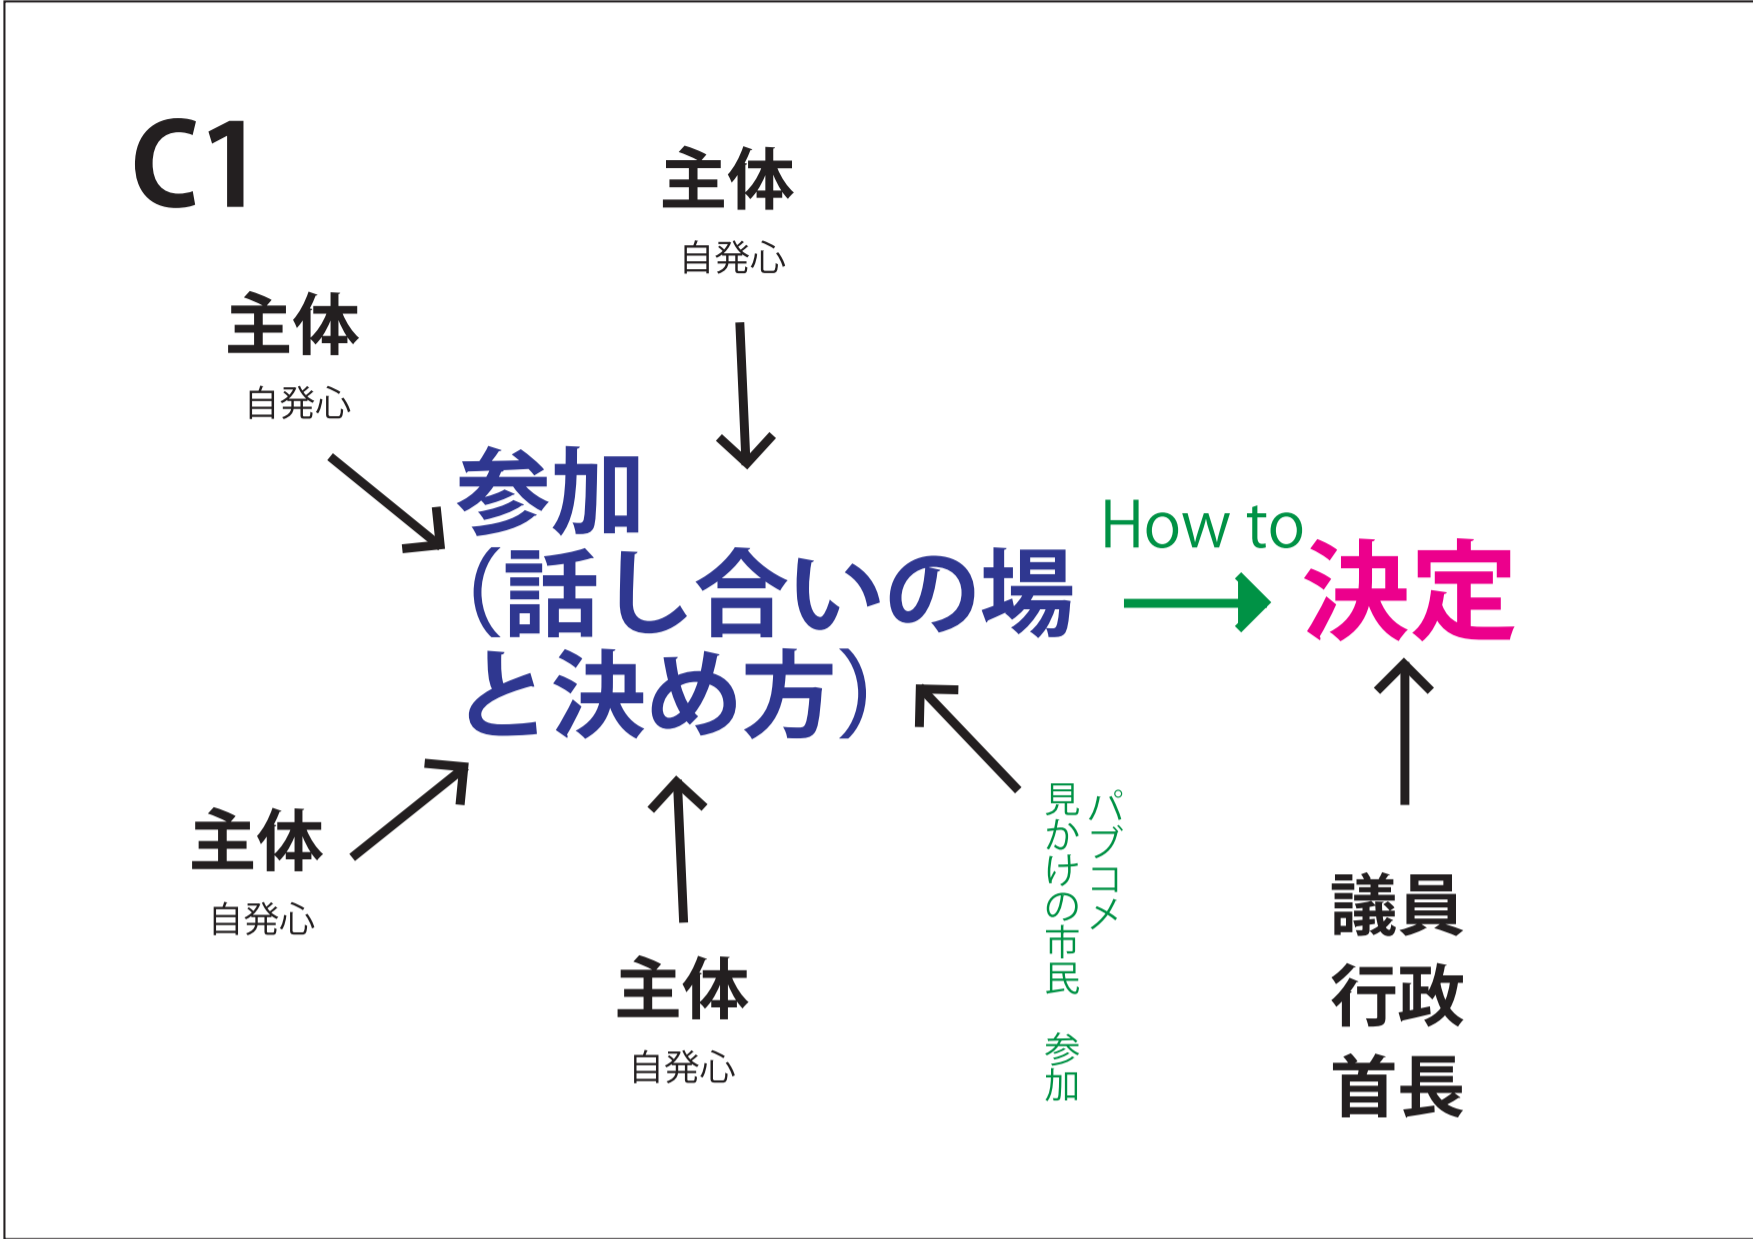 C1
主体
自発心
主体
自発心
参加
（話し合いの場
と決め方）
How to
決定
主体
自発心
主体
自発心
パブコメ
見かけの市民　参加
議員
行政
首長